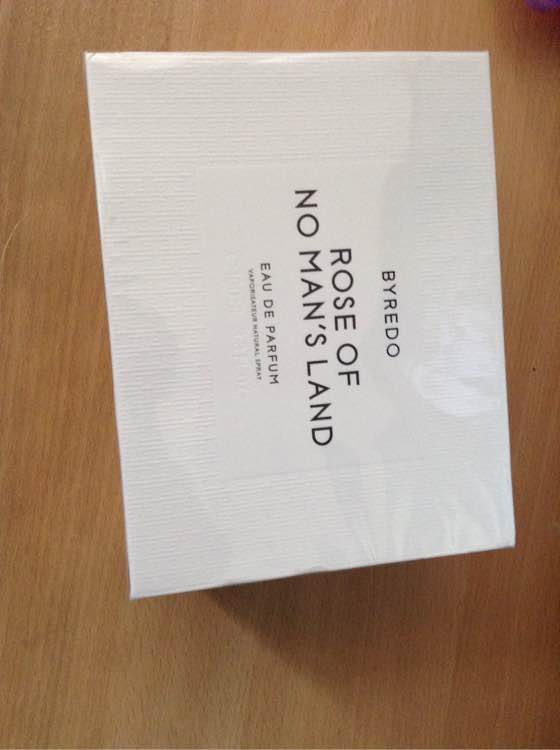 BYREDO
ROSE OF
NO MAN'S LAND
EAU DE PARFUM
VAPORISATEUR NATURAL SPRAY